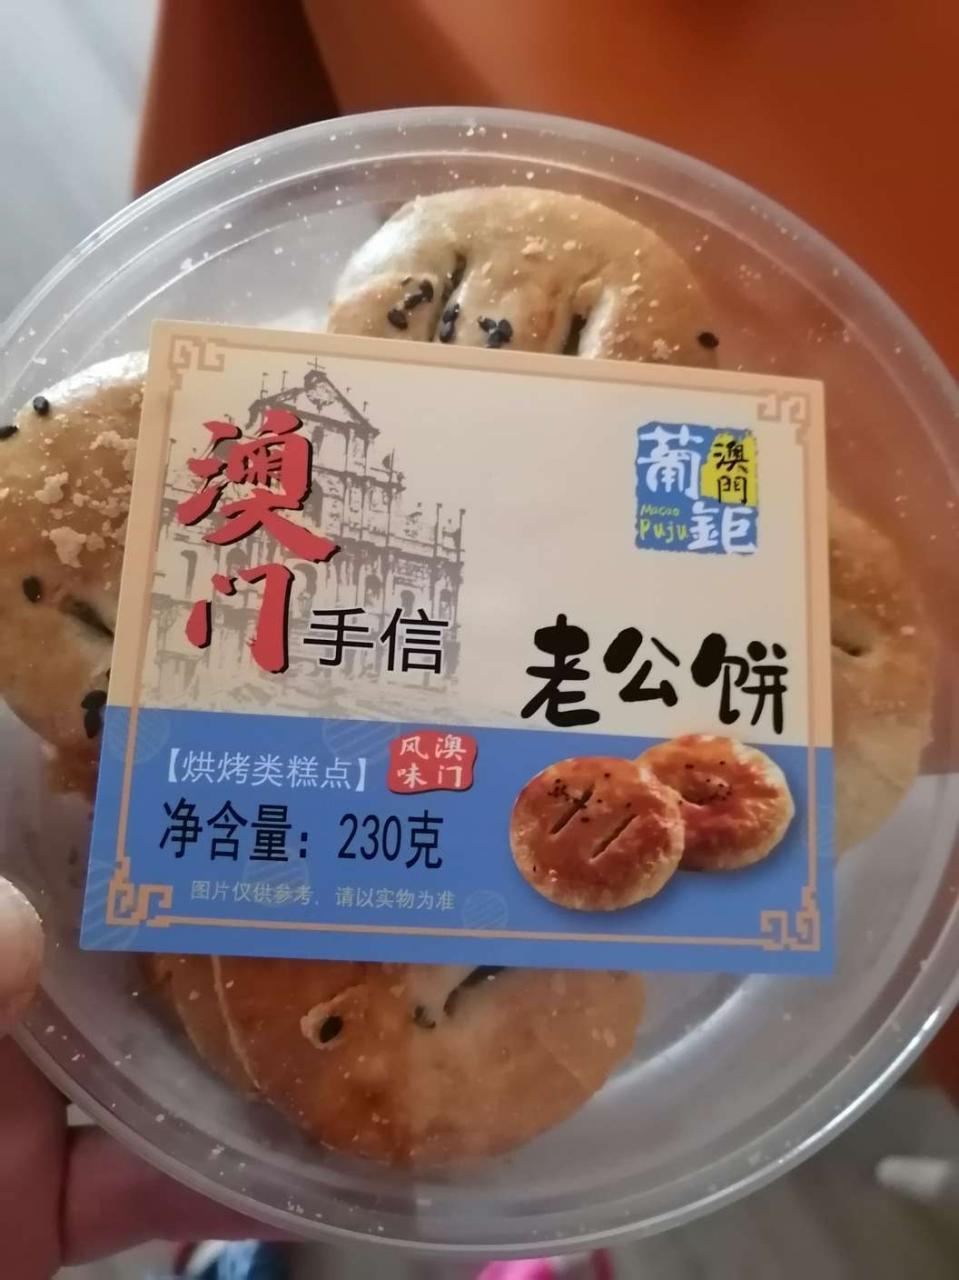 澳门手信
葡鉅
澳門
Macao
Puju
老公饼
【烘烤类糕点】
澳门
风味
净含量：230克
图片仅供参考，请以实物为准